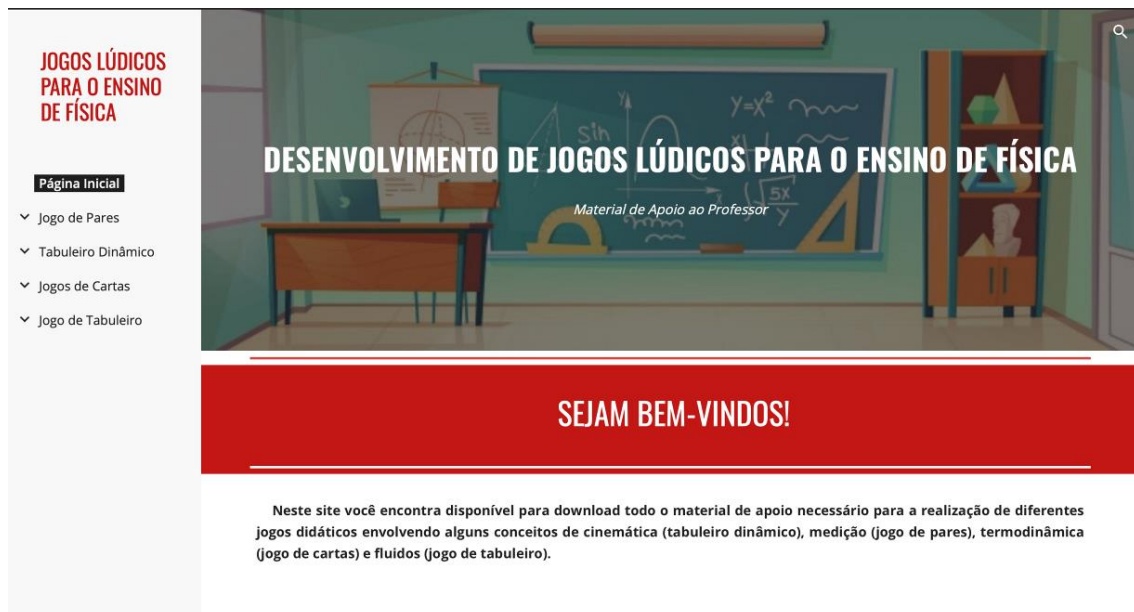 JOGOS LÚDICOS
PARA O ENSINO
DE FÍSICA
Página Inicial
Jogo de Pares
Tabuleiro Dinâmico
Jogos de Cartas
Jogo de Tabuleiro
Y=X²
sin
Y
X
5X
Y
DESENVOLVIMENTO DE JOGOS LÚDICOS PARA O ENSINO DE FÍSICA
Material de Apoio ao Professor
SEJAM BEM-VINDOS!
Neste site você encontra disponível para download todo o material de apoio necessário para a realização de diferentes
jogos didáticos envolvendo alguns conceitos de cinemática (tabuleiro dinâmico), medição (jogo de pares), termodinâmica
(jogo de cartas) e fluidos (jogo de tabuleiro).